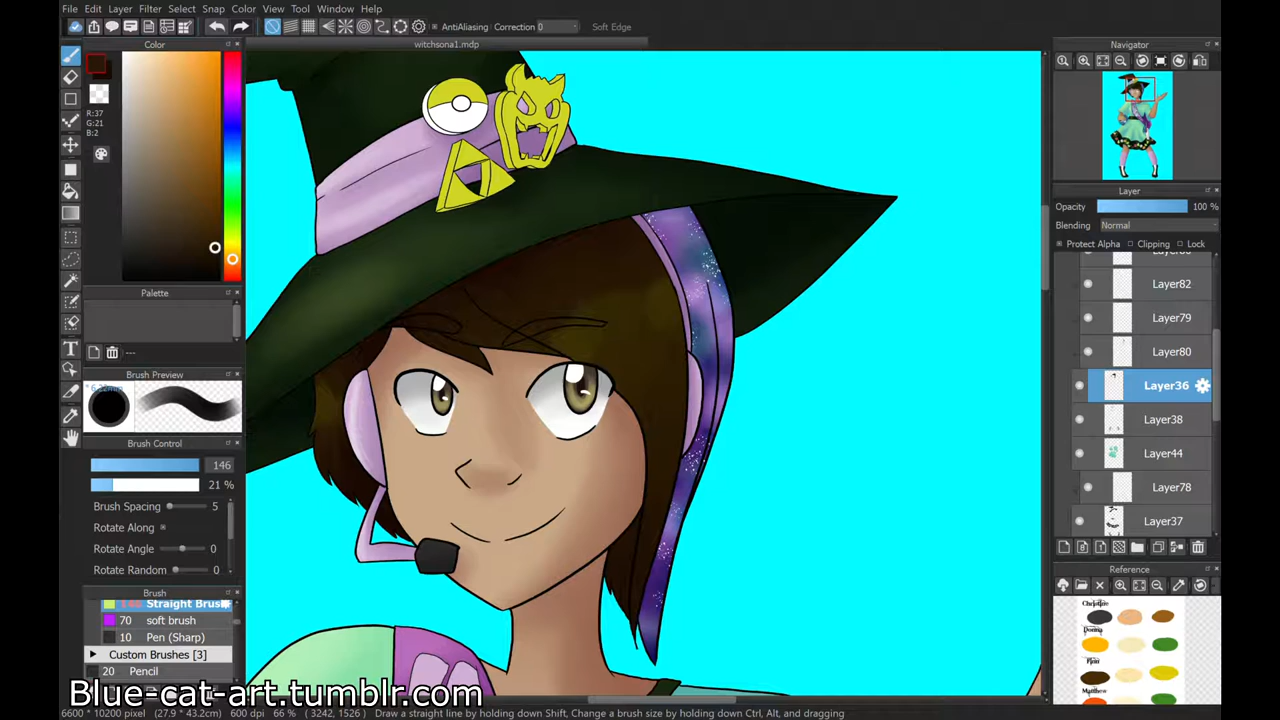 File Edit Layer Filter Select Snap Color View Tool Window Help
AntiAliasing Correction 0 Soft Edge
Color witchsona1.mdp Navigator
R:37
G:21
B:2
Layer
Opacity 100 %
Blending Normal
Protect Alpha Clipping Lock
Layer82
Palette
Layer79
Layer80
---
Brush Preview
Layer36
Layer38
Brush Control
Layer44
146
21 %
Layer78
Brush Spacing 5
Rotate Along
Layer37
Rotate Angle 0
Rotate Random 0
Reference
Brush
Straight Brush
70 soft brush
10 Pen (Sharp)
Custom Brushes [3]
20 Pencil
Christine
Donna
Finn
Matthew
Blue-cat-art.tumblr.com
6600 * 10200 pixel (27.9 * 43.2cm) 600 dpi 66 % ( 3242, 1526 ) Draw a straight line by holding down Shift, Change a brush size by holding down Ctrl, Alt, and dragging